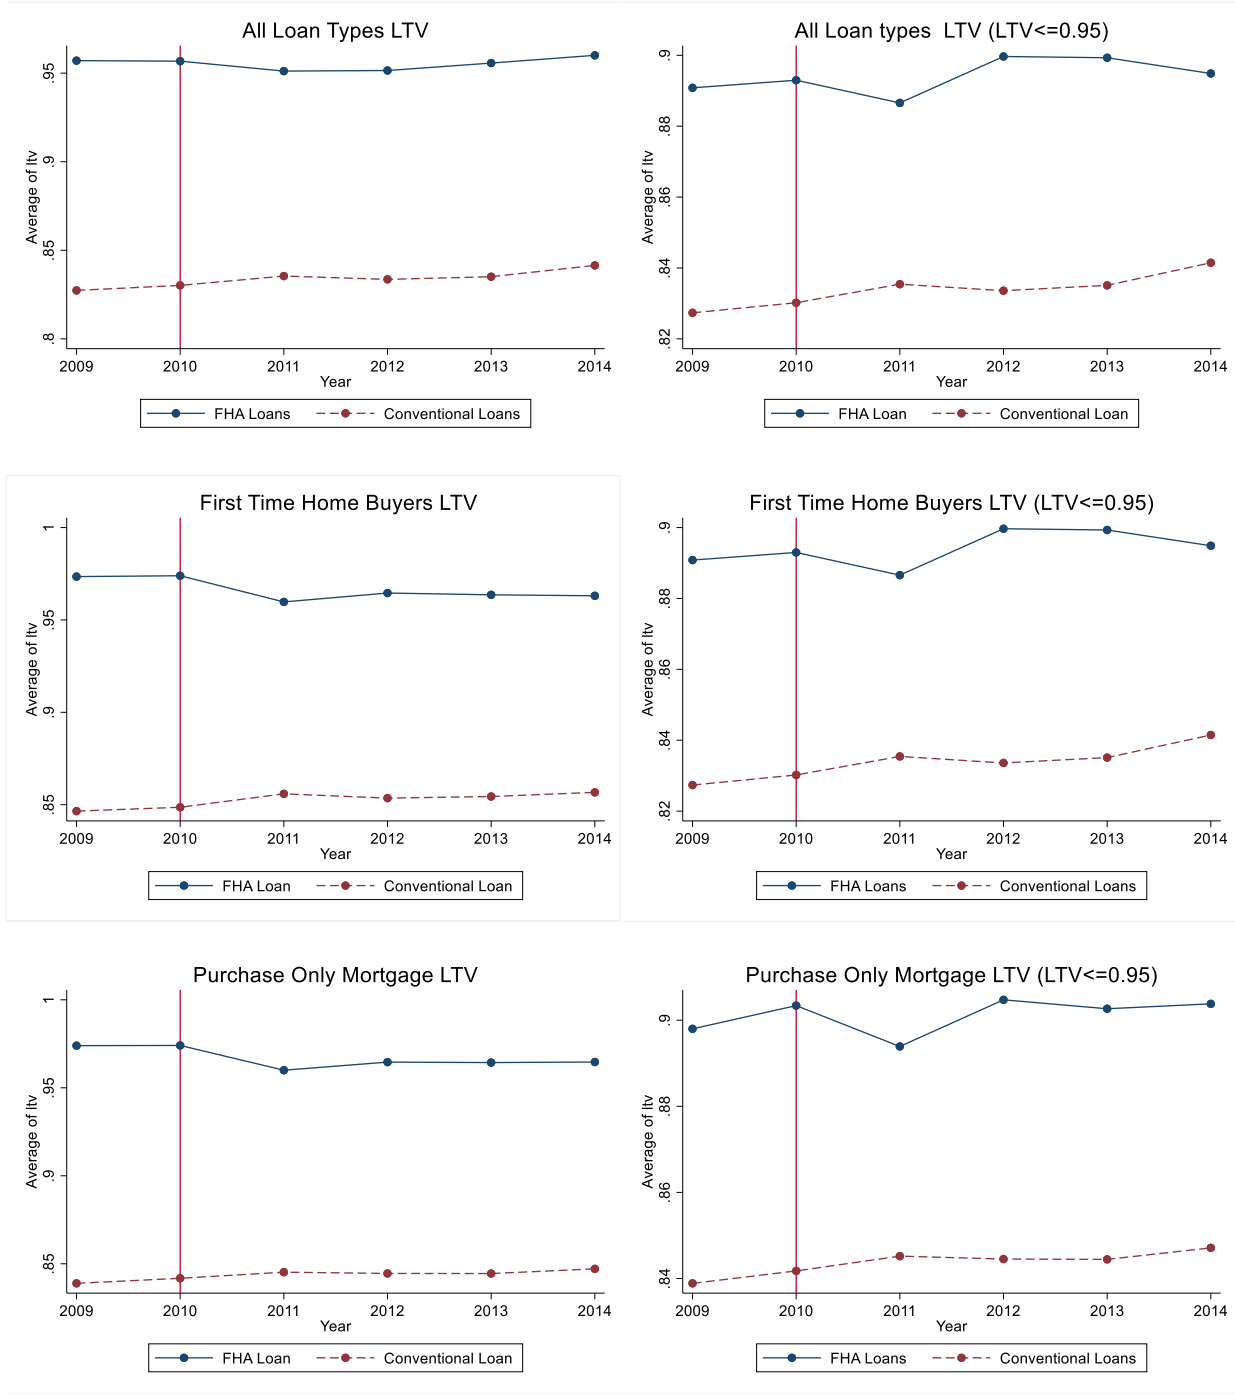 All Loan Types LTV
Average of ltv
.95
.9
.85
.8
2009 2010 2011 2012 2013 2014
Year
FHA Loans Conventional Loans
All Loan types LTV (LTV<=0.95)
Average of ltv
.9
.88
.86
.84
.82
2009 2010 2011 2012 2013 2014
Year
FHA Loan Conventional Loan
First Time Home Buyers LTV
Average of ltv
1
.95
.9
.85
2009 2010 2011 2012 2013 2014
Year
FHA Loan Conventional Loan
First Time Home Buyers LTV (LTV<=0.95)
Average of ltv
.9
.88
.86
.84
.82
2009 2010 2011 2012 2013 2014
Year
FHA Loans Conventional Loans
Purchase Only Mortgage LTV
Average of ltv
1
.95
.9
.85
2009 2010 2011 2012 2013 2014
Year
FHA Loan Conventional Loan
Purchase Only Mortgage LTV (LTV<=0.95)
Average of ltv
.9
.88
.86
.84
2009 2010 2011 2012 2013 2014
Year
FHA Loans Conventional Loans